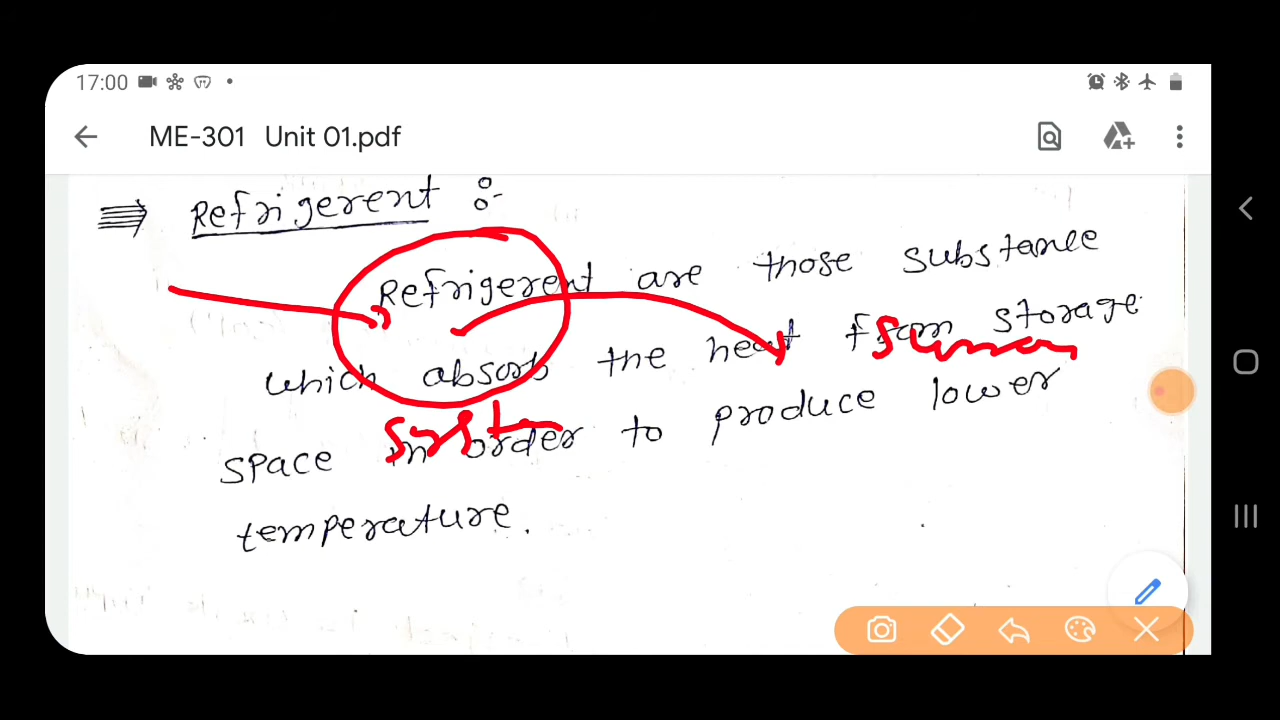 17:00
ME-301 Unit 01.pdf
Refrigerent :-
Refrigerent are those substance
which absorb the heat from storage
space in order to produce lower
temperature.
syst